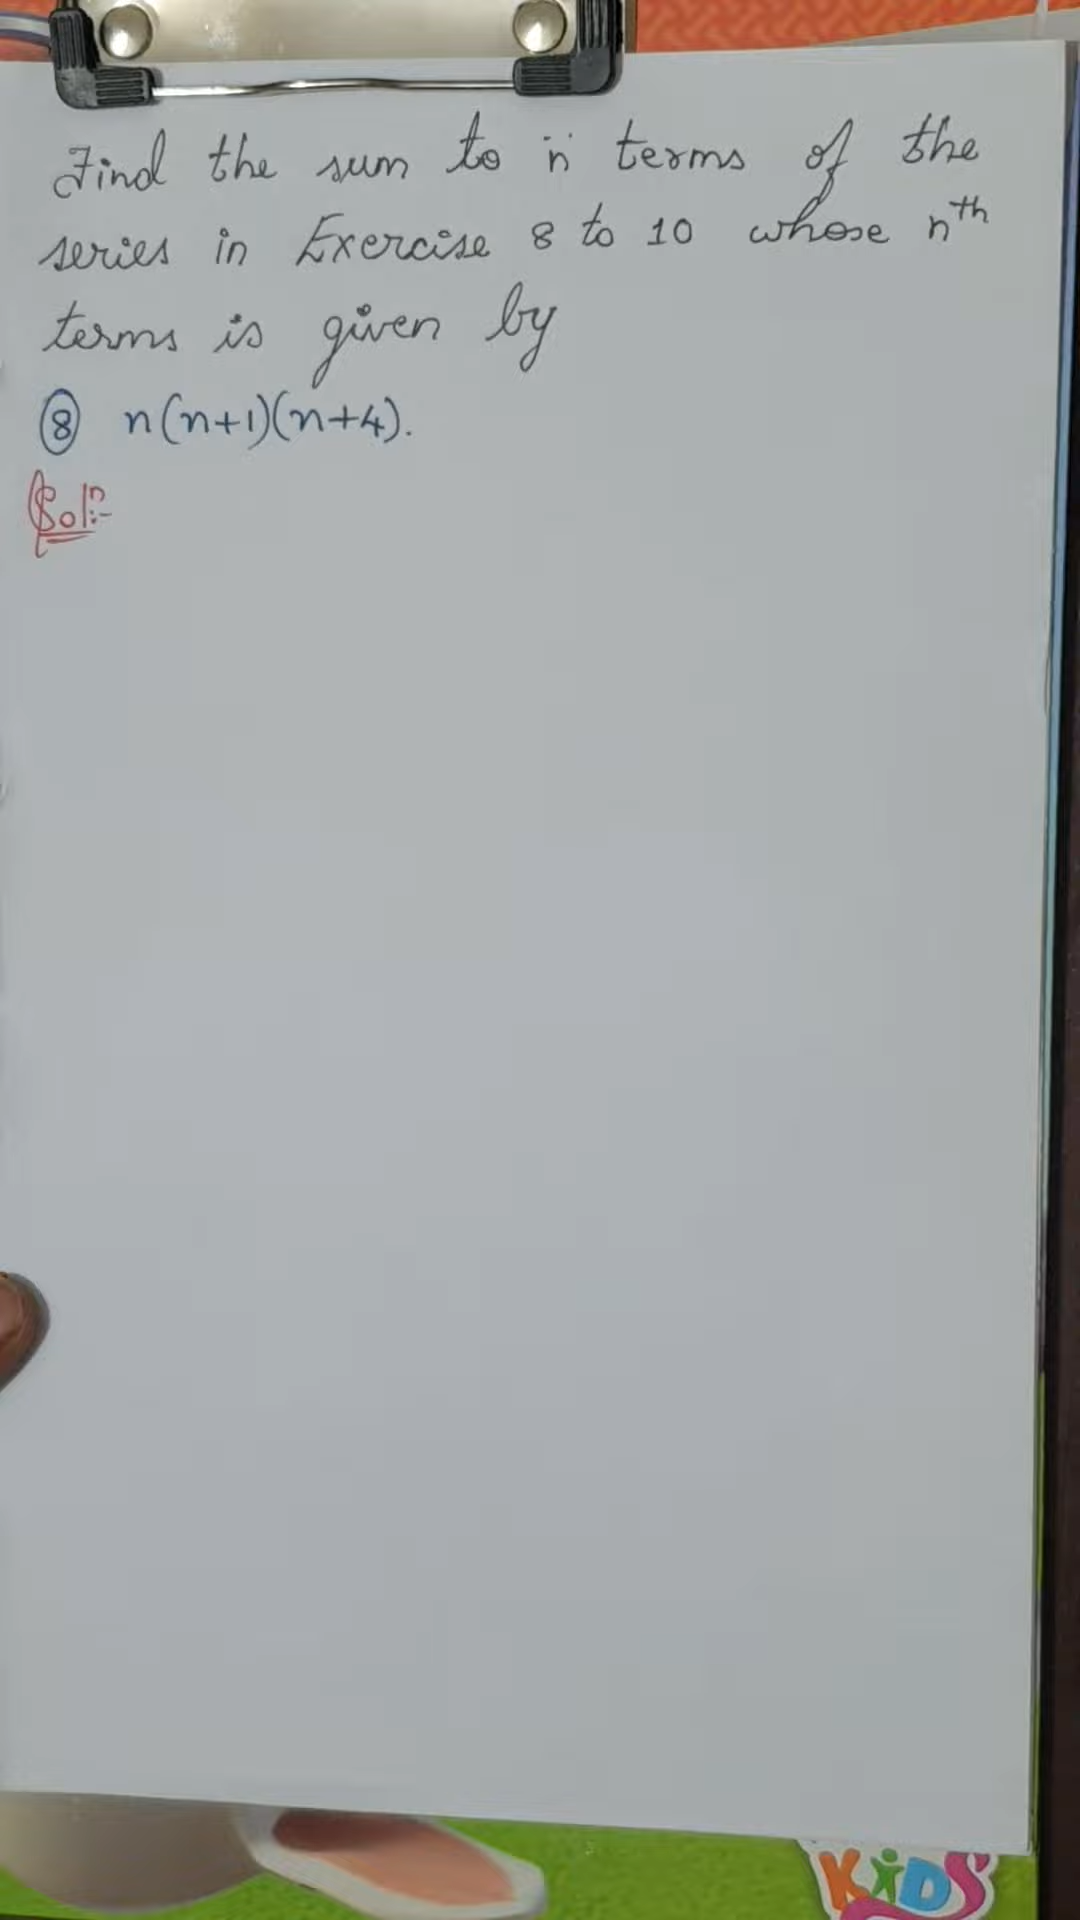 Find the sum to 'n' terms of the
series in Exercise 8 to 10 whose nᵗʰ
terms is given by
⑧ n(n+1)(n+4).
Solⁿ:-
KiDS